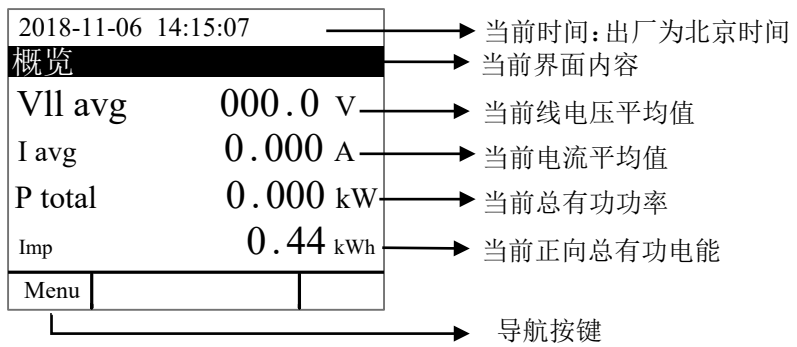 2018-11-06 14:15:07 当前时间:出厂为北京时间
概览 当前界面内容
Vll avg 000.0 V 当前线电压平均值
I avg 0.000 A 当前电流平均值
P total 0.000 kW 当前总有功功率
Imp 0.44 kWh 当前正向总有功电能
Menu
导航按键